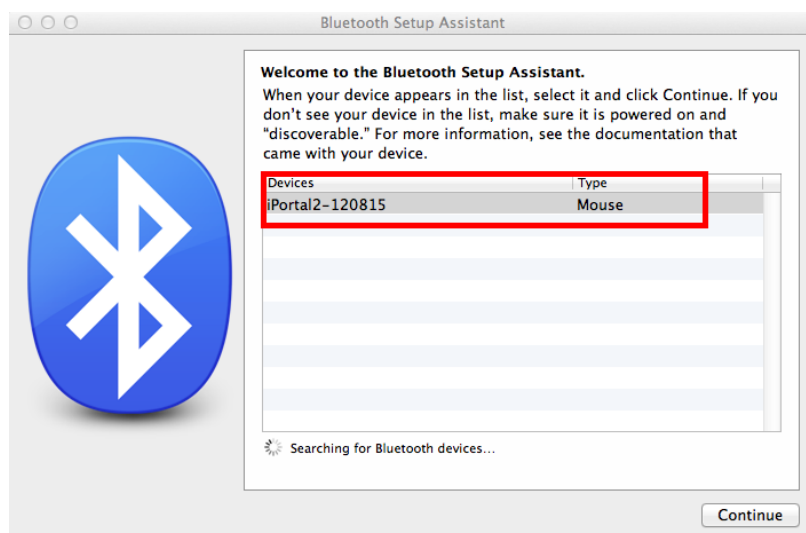 Bluetooth Setup Assistant
Welcome to the Bluetooth Setup Assistant.
When your device appears in the list, select it and click Continue. If you
don't see your device in the list, make sure it is powered on and
"discoverable." For more information, see the documentation that
came with your device.
Devices Type
iPortal2-120815 Mouse
Searching for Bluetooth devices...
Continue